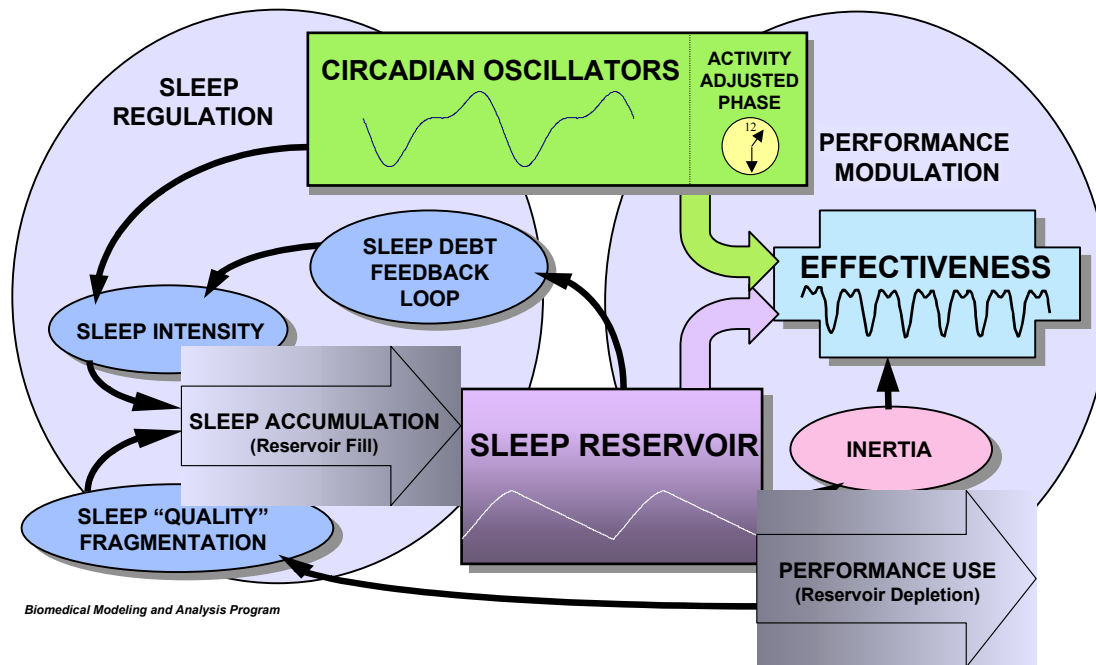 CIRCADIAN OSCILLATORS
ACTIVITY
ADJUSTED
PHASE
12
SLEEP
REGULATION
PERFORMANCE
MODULATION
SLEEP DEBT
FEEDBACK
LOOP
EFFECTIVENESS
SLEEP INTENSITY
SLEEP ACCUMULATION
(Reservoir Fill)
SLEEP RESERVOIR
INERTIA
SLEEP “QUALITY”
FRAGMENTATION
PERFORMANCE USE
(Reservoir Depletion)
Biomedical Modeling and Analysis Program